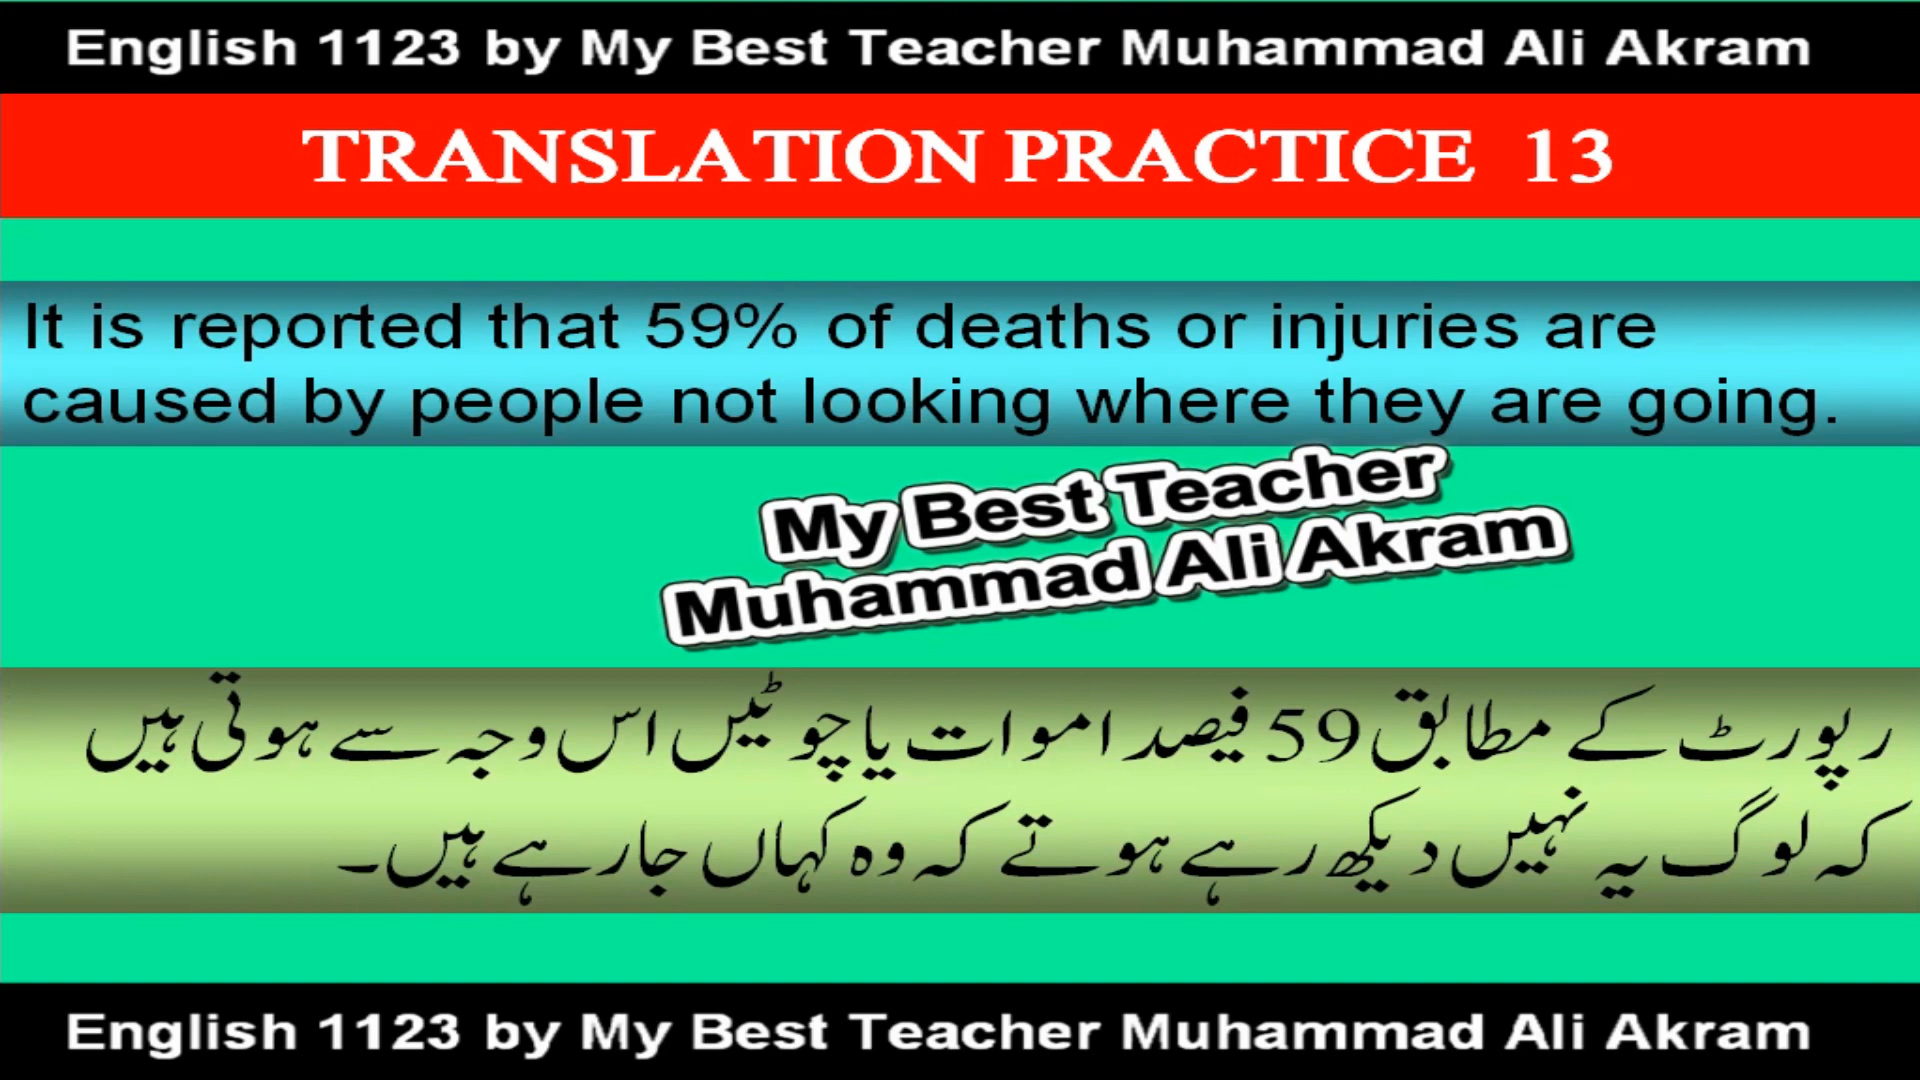 English 1123 by My Best Teacher Muhammad Ali Akram
TRANSLATION PRACTICE 13
It is reported that 59% of deaths or injuries are
caused by people not looking where they are going.
My Best Teacher
Muhammad Ali Akram
رپورٹ کے مطابق 59 فیصد اموات یا چوٹیں اس وجہ سے ہوتی ہیں
کہ لوگ یہ نہیں دیکھ رہے ہوتے کہ وہ کہاں جا رہے ہیں۔
English 1123 by My Best Teacher Muhammad Ali Akram